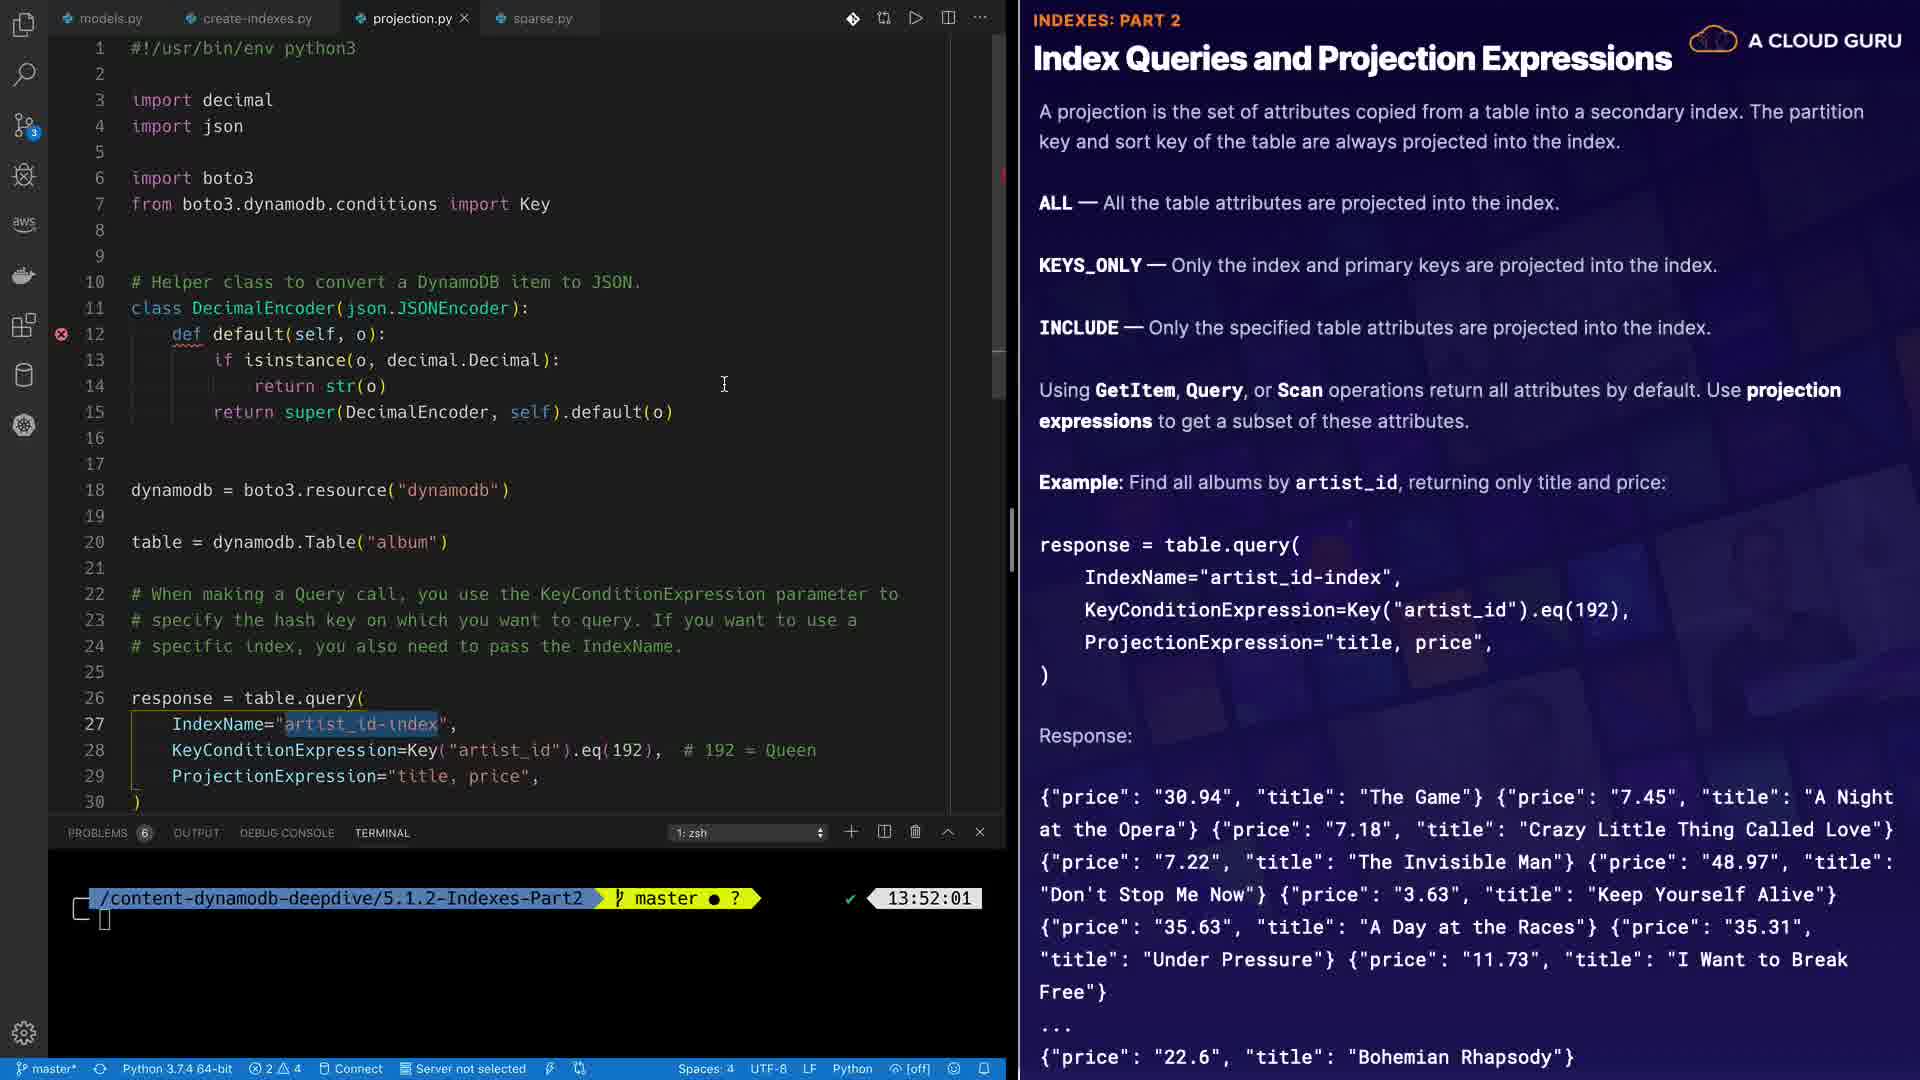 models.py
create-indexes.py
projection.py
sparse.py
1 #!/usr/bin/env python3
2
3 import decimal
4 import json
5
6 import boto3
7 from boto3.dynamodb.conditions import Key
8
9
10 # Helper class to convert a DynamoDB item to JSON.
11 class DecimalEncoder(json.JSONEncoder):
12 def default(self, o):
13 if isinstance(o, decimal.Decimal):
14 return str(o)
15 return super(DecimalEncoder, self).default(o)
16
17
18 dynamodb = boto3.resource("dynamodb")
19
20 table = dynamodb.Table("album")
21
22 # When making a Query call, you use the KeyConditionExpression parameter to
23 # specify the hash key on which you want to query. If you want to use a
24 # specific index, you also need to pass the IndexName.
25
26 response = table.query(
27 IndexName="artist_id-index",
28 KeyConditionExpression=Key("artist_id").eq(192), # 192 = Queen
29 ProjectionExpression="title, price",
30 )
3
aws
PROBLEMS 6 OUTPUT DEBUG CONSOLE TERMINAL 1: zsh
/content-dynamodb-deepdive/5.1.2-Indexes-Part2 master ● ? ✔ 13:52:01
master* Python 3.7.4 64-bit 2 4 Connect Server not selected Spaces: 4 UTF-8 LF Python [off]
INDEXES: PART 2
Index Queries and Projection Expressions
A CLOUD GURU
A projection is the set of attributes copied from a table into a secondary index. The partition
key and sort key of the table are always projected into the index.
ALL — All the table attributes are projected into the index.
KEYS_ONLY — Only the index and primary keys are projected into the index.
INCLUDE — Only the specified table attributes are projected into the index.
Using GetItem, Query, or Scan operations return all attributes by default. Use projection
expressions to get a subset of these attributes.
Example: Find all albums by artist_id, returning only title and price:
response = table.query(
IndexName="artist_id-index",
KeyConditionExpression=Key("artist_id").eq(192),
ProjectionExpression="title, price",
)
Response:
{"price": "30.94", "title": "The Game"} {"price": "7.45", "title": "A Night
at the Opera"} {"price": "7.18", "title": "Crazy Little Thing Called Love"}
{"price": "7.22", "title": "The Invisible Man"} {"price": "48.97", "title":
"Don't Stop Me Now"} {"price": "3.63", "title": "Keep Yourself Alive"}
{"price": "35.63", "title": "A Day at the Races"} {"price": "35.31",
"title": "Under Pressure"} {"price": "11.73", "title": "I Want to Break
Free"}
...
{"price": "22.6", "title": "Bohemian Rhapsody"}